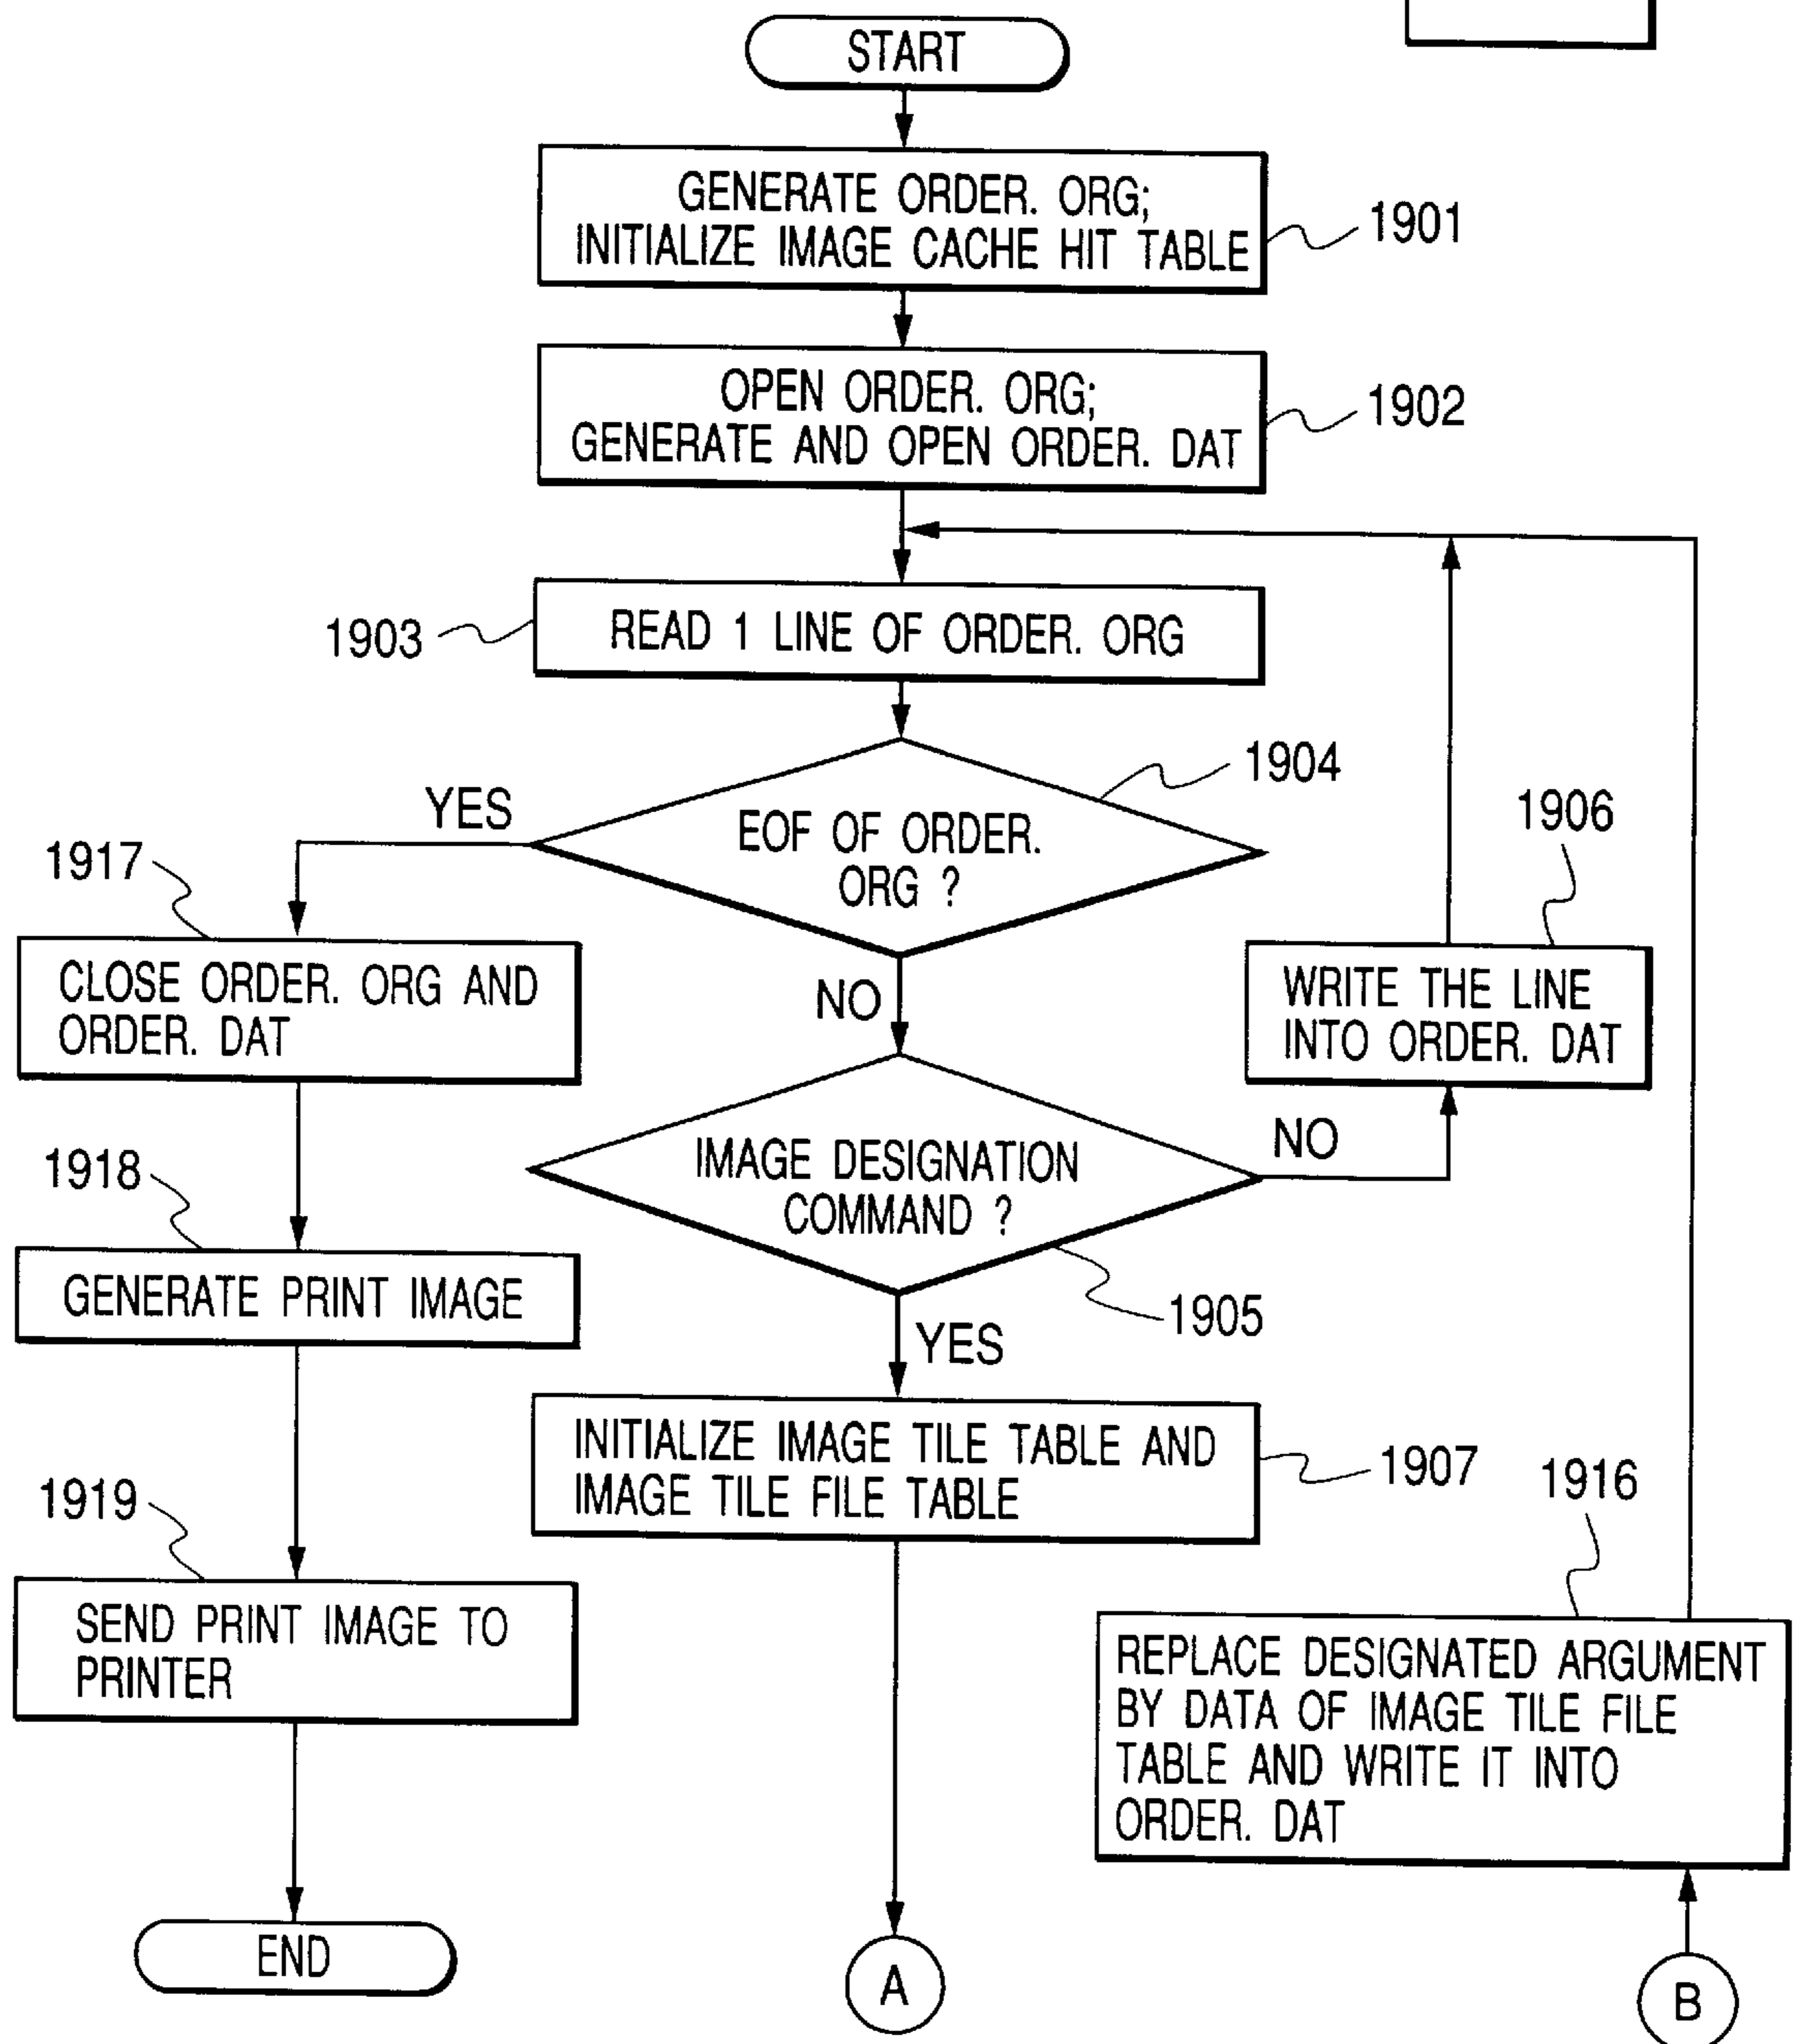 START
GENERATE ORDER. ORG;
INITIALIZE IMAGE CACHE HIT TABLE
1901
OPEN ORDER. ORG;
GENERATE AND OPEN ORDER. DAT
1902
1903
READ 1 LINE OF ORDER. ORG
1904
YES
EOF OF ORDER.
ORG ?
1906
1917
CLOSE ORDER. ORG AND
ORDER. DAT
NO
WRITE THE LINE
INTO ORDER. DAT
1918
IMAGE DESIGNATION
COMMAND ?
NO
1905
GENERATE PRINT IMAGE
YES
INITIALIZE IMAGE TILE TABLE AND
IMAGE TILE FILE TABLE
1907
1916
1919
SEND PRINT IMAGE TO
PRINTER
REPLACE DESIGNATED ARGUMENT
BY DATA OF IMAGE TILE FILE
TABLE AND WRITE IT INTO
ORDER. DAT
END
A
B